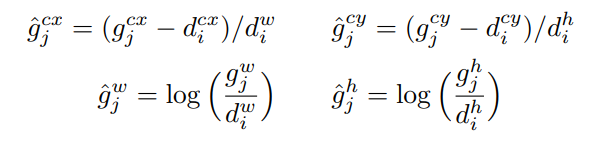 ĝ_j^{cx} = (g_j^{cx} − d_i^{cx})/d_i^w    ĝ_j^{cy} = (g_j^{cy} − d_i^{cy})/d_i^h
ĝ_j^w = log(g_j^w / d_i^w)    ĝ_j^h = log(g_j^h / d_i^h)